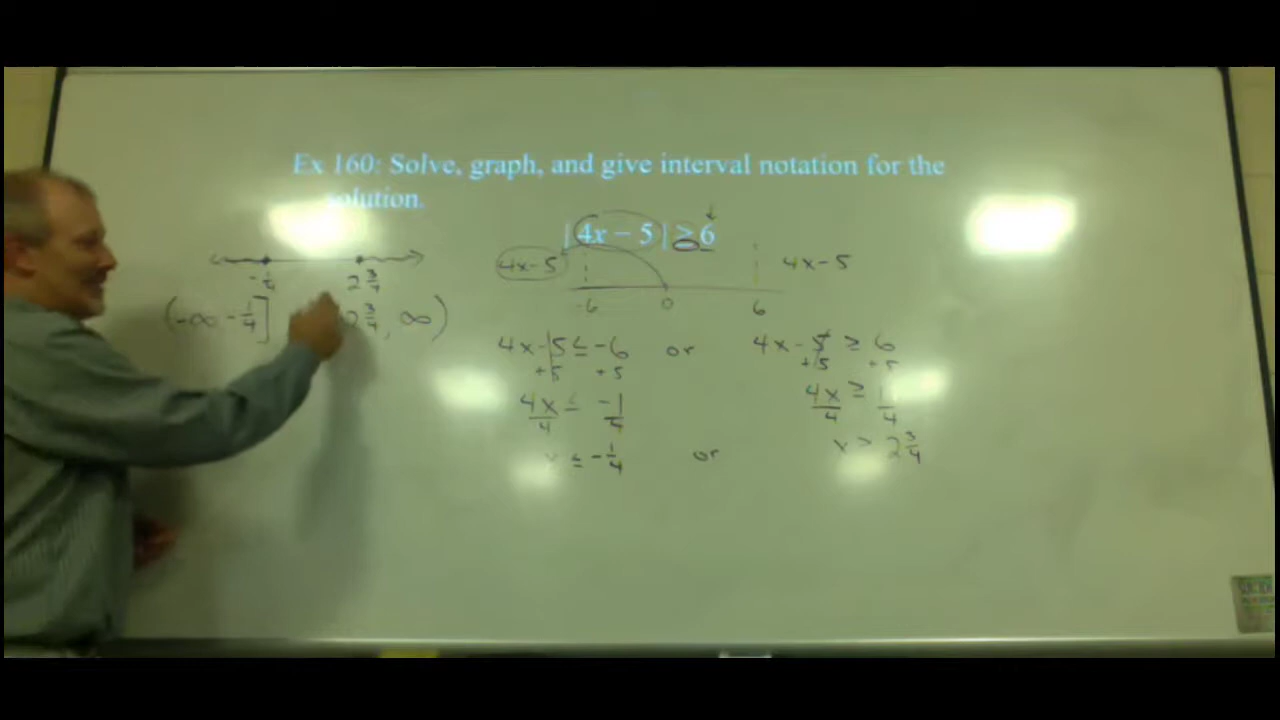 Ex 160: Solve, graph, and give interval notation for the
solution.
|4x − 5| ≥ 6
-1/4 2 3/4
(-∞ -1/4] 2 3/4, ∞)
4x-5 4x-5
-6 0 6
4x-5 ≤ -6 or 4x-5 ≥ 6
+5 +5 +5 +5
4x/4 ≤ -1/4 4x/4 ≥ /4
≤ -1/4 or x > 2 3/4